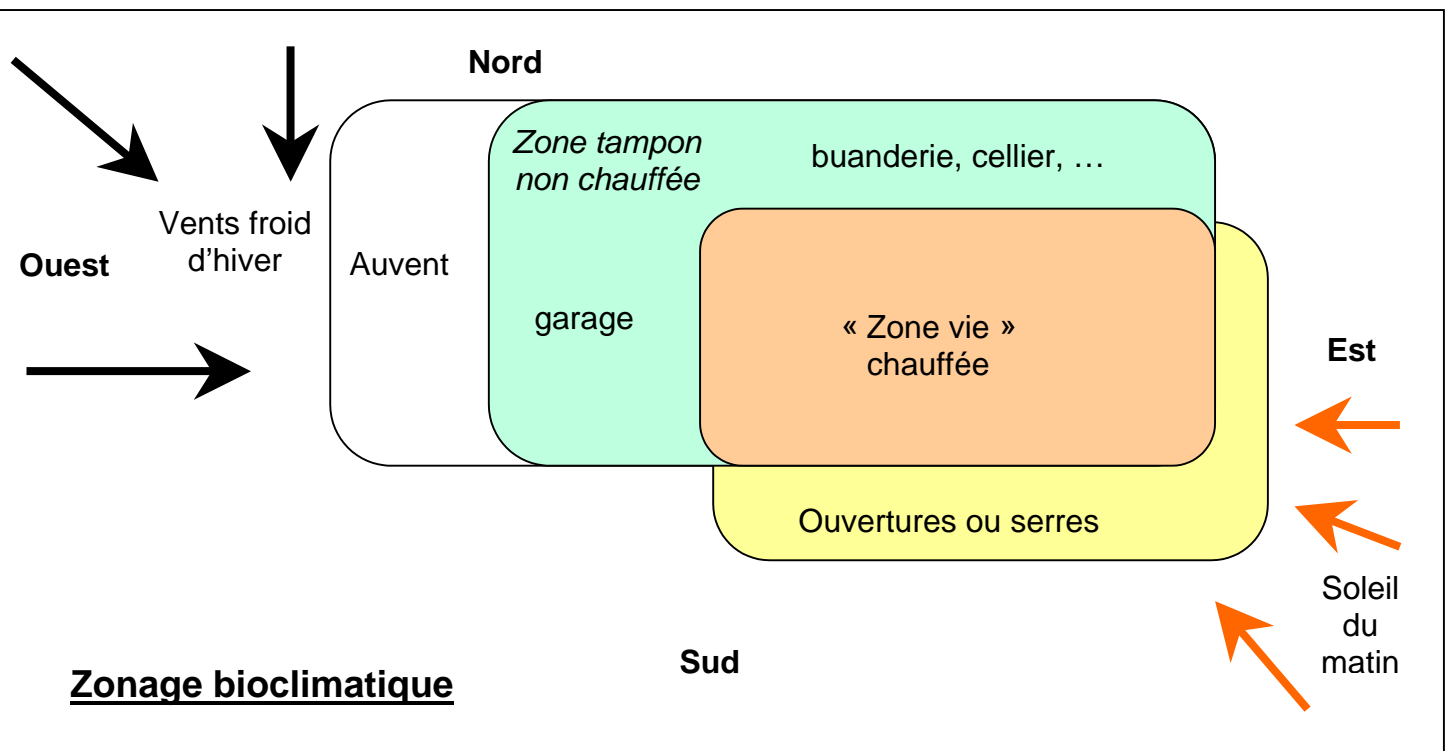 Nord
Zone tampon
non chauffée
buanderie, cellier, …
Vents froid
d'hiver
Ouest
Auvent
garage
« Zone vie »
chauffée
Est
Ouvertures ou serres
Soleil
du
matin
Sud
Zonage bioclimatique